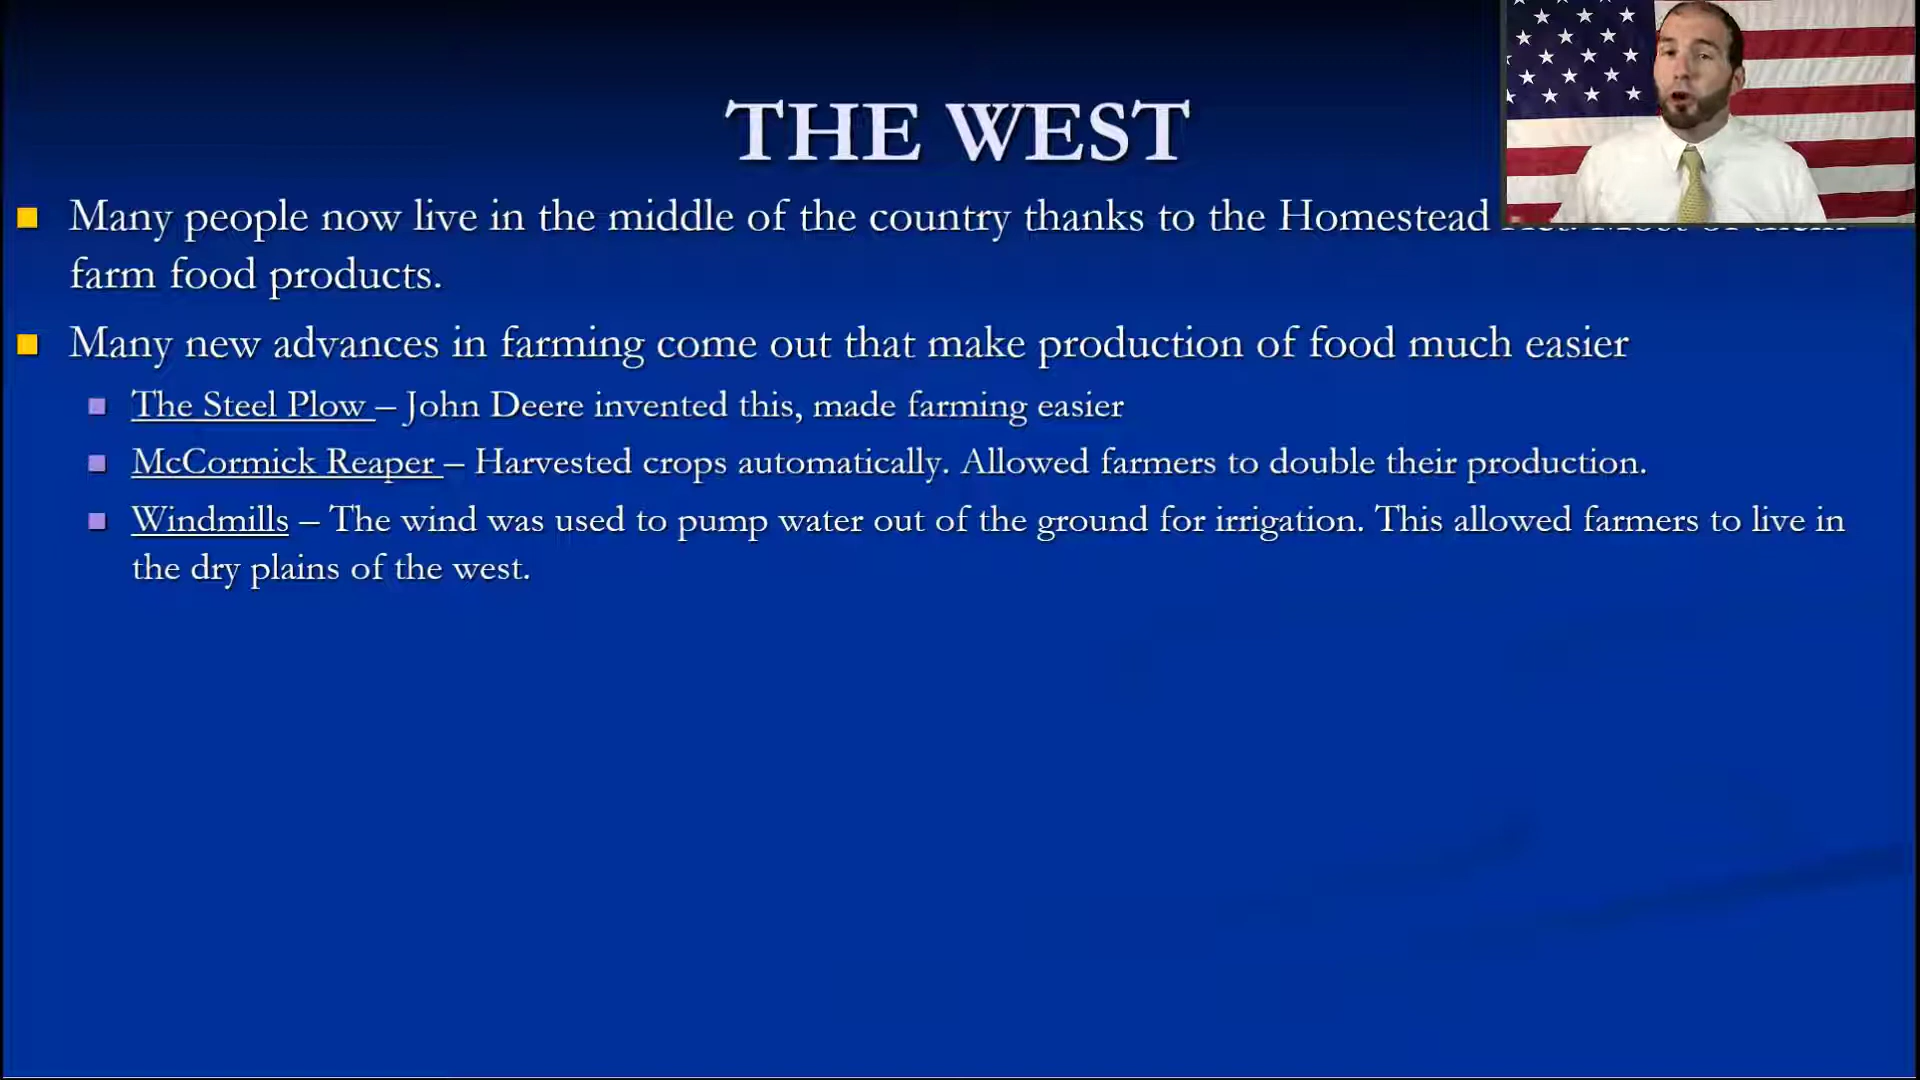 THE WEST
Many people now live in the middle of the country thanks to the Homestead
farm food products.
Many new advances in farming come out that make production of food much easier
The Steel Plow – John Deere invented this, made farming easier
McCormick Reaper – Harvested crops automatically. Allowed farmers to double their production.
Windmills – The wind was used to pump water out of the ground for irrigation. This allowed farmers to live in
the dry plains of the west.